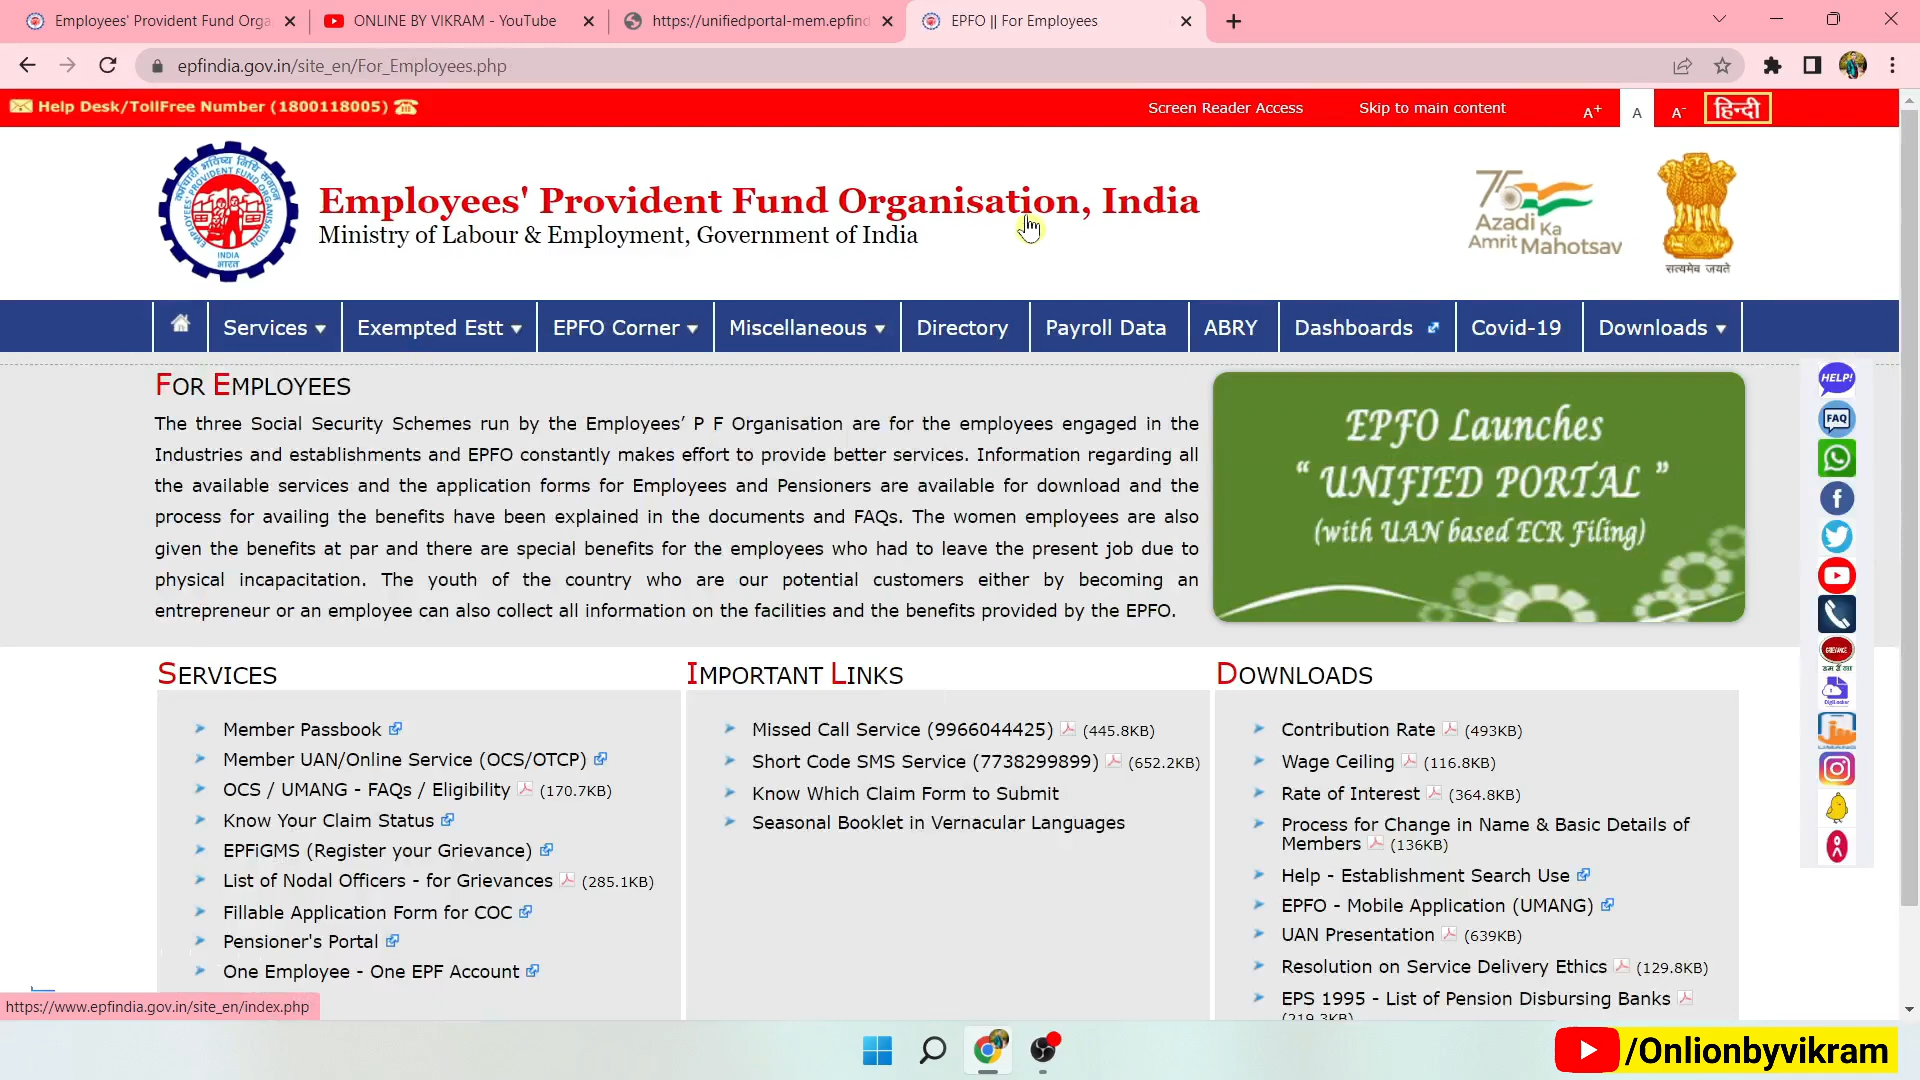 Employees' Provident Fund Orga
ONLINE BY VIKRAM - YouTube
https://unifiedportal-mem.epfind
EPFO || For Employees
epfindia.gov.in/site_en/For_Employees.php
Help Desk/TollFree Number (1800118005)
Screen Reader Access
Skip to main content
A+
A
A-
हिन्दी
कर्मचारी भविष्य निधि संगठन
EMPLOYEES' PROVIDENT FUND ORGANISATION
INDIA
भारत
Employees' Provident Fund Organisation, India
Ministry of Labour & Employment, Government of India
75
Azadi Ka
Amrit Mahotsav
सत्यमेव जयते
Services
Exempted Estt
EPFO Corner
Miscellaneous
Directory
Payroll Data
ABRY
Dashboards
Covid-19
Downloads
FOR EMPLOYEES
The three Social Security Schemes run by the Employees’ P F Organisation are for the employees engaged in the
Industries and establishments and EPFO constantly makes effort to provide better services. Information regarding all
the available services and the application forms for Employees and Pensioners are available for download and the
process for availing the benefits have been explained in the documents and FAQs. The women employees are also
given the benefits at par and there are special benefits for the employees who had to leave the present job due to
physical incapacitation. The youth of the country who are our potential customers either by becoming an
entrepreneur or an employee can also collect all information on the facilities and the benefits provided by the EPFO.
EPFO Launches
“ UNIFIED PORTAL ”
(with UAN based ECR Filing)
HELP!
FAQ
GRIEVANCE
DigiLocker
SERVICES
Member Passbook
Member UAN/Online Service (OCS/OTCP)
OCS / UMANG - FAQs / Eligibility (170.7KB)
Know Your Claim Status
EPFiGMS (Register your Grievance)
List of Nodal Officers - for Grievances (285.1KB)
Fillable Application Form for COC
Pensioner's Portal
One Employee - One EPF Account
IMPORTANT LINKS
Missed Call Service (9966044425) (445.8KB)
Short Code SMS Service (7738299899) (652.2KB)
Know Which Claim Form to Submit
Seasonal Booklet in Vernacular Languages
DOWNLOADS
Contribution Rate (493KB)
Wage Ceiling (116.8KB)
Rate of Interest (364.8KB)
Process for Change in Name & Basic Details of
Members (136KB)
Help - Establishment Search Use
EPFO - Mobile Application (UMANG)
UAN Presentation (639KB)
Resolution on Service Delivery Ethics (129.8KB)
EPS 1995 - List of Pension Disbursing Banks
(219.3KB)
https://www.epfindia.gov.in/site_en/index.php
/Onlionbyvikram